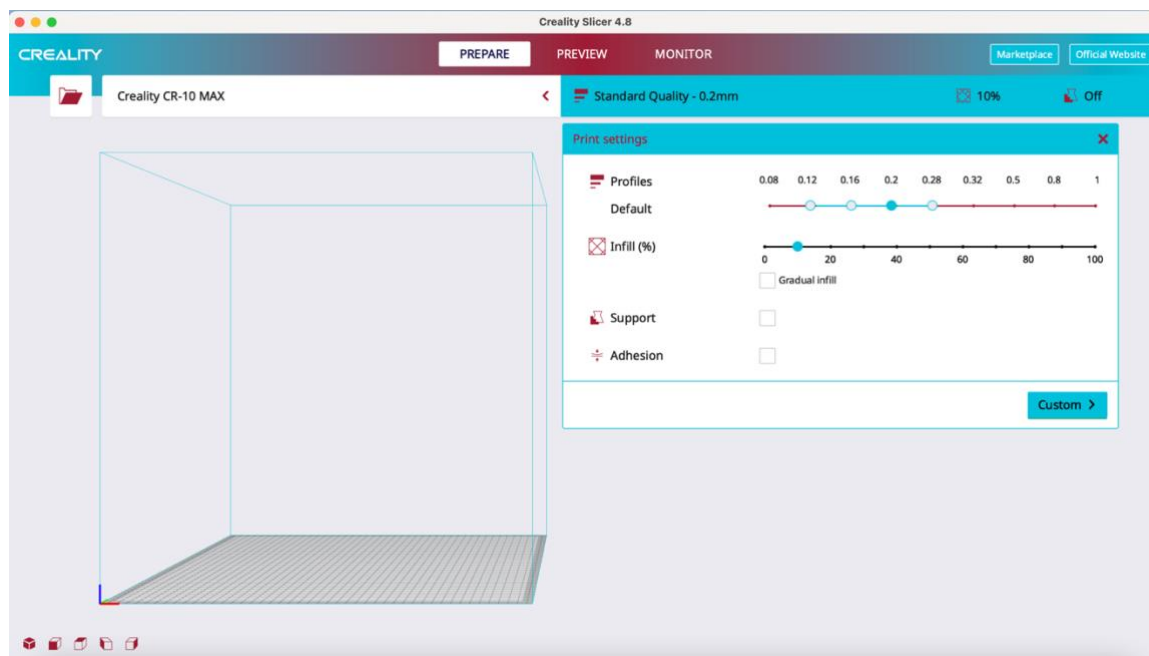 Creality Slicer 4.8
CREALITY
PREPARE PREVIEW MONITOR
Marketplace Official Website
Creality CR-10 MAX
Standard Quality - 0.2mm 10% Off
Print settings
Profiles 0.08 0.12 0.16 0.2 0.28 0.32 0.5 0.8 1
Default
Infill (%)
0 20 40 60 80 100
Gradual infill
Support
Adhesion
Custom